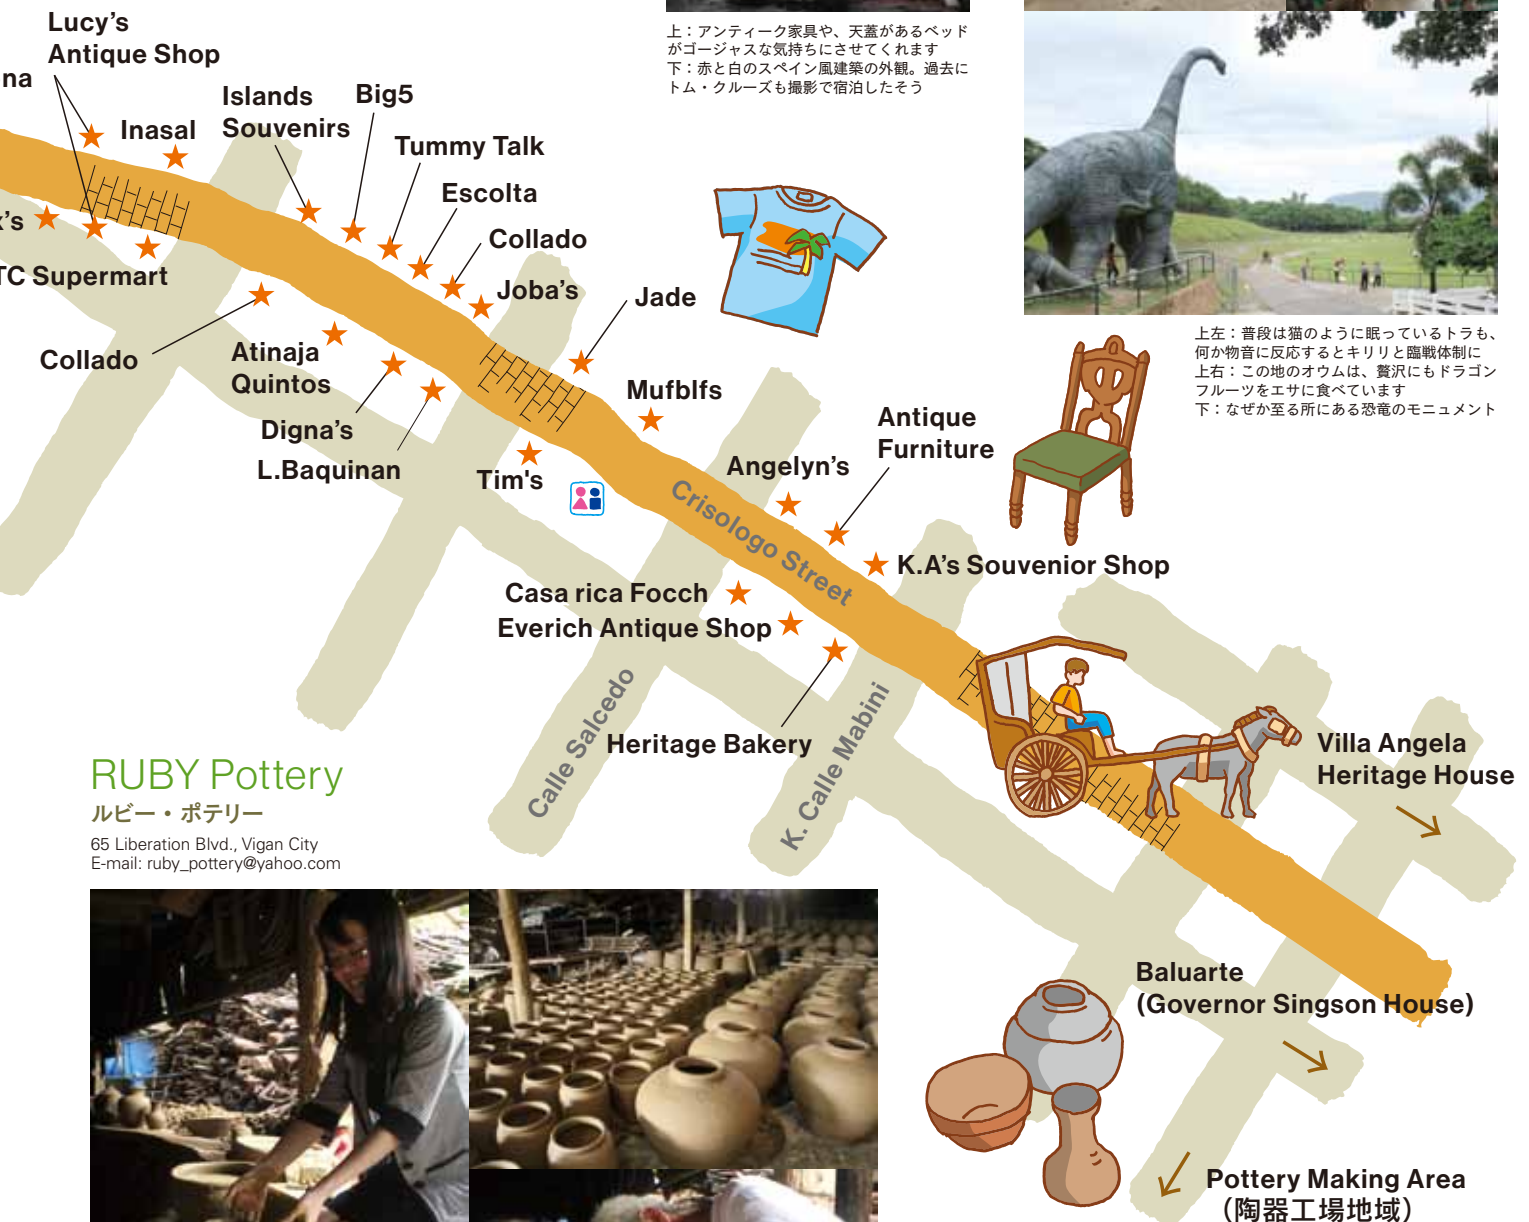 Lucy’s
Antique Shop
na
Inasal
Islands
Souvenirs
Big5
Tummy Talk
Escolta
Collado
Joba’s
Jade
x’s
TC Supermart
Collado
Atinaja
Quintos
Digna’s
L.Baquinan
Tim's
Mufblfs
Angelyn’s
Antique
Furniture
Crisologo Street
K.A’s Souvenior Shop
Casa rica Focch
Everich Antique Shop
Heritage Bakery
Calle Salcedo
K. Calle Mabini
Villa Angela
Heritage House
Baluarte
(Governor Singson House)
Pottery Making Area
（陶器工場地域）
上：アンティーク家具や、天蓋があるベッド
がゴージャスな気持ちにさせてくれます
下：赤と白のスペイン風建築の外観。過去に
トム・クルーズも撮影で宿泊したそう
上左：普段は猫のように眠っているトラも、
何か物音に反応するとキリリと臨戦体制に
上右：この地のオウムは、贅沢にもドラゴン
フルーツをエサに食べています
下：なぜか至る所にある恐竜のモニュメント
RUBY Pottery
ルビー・ポテリー
65 Liberation Blvd., Vigan City
E-mail: ruby_pottery@yahoo.com